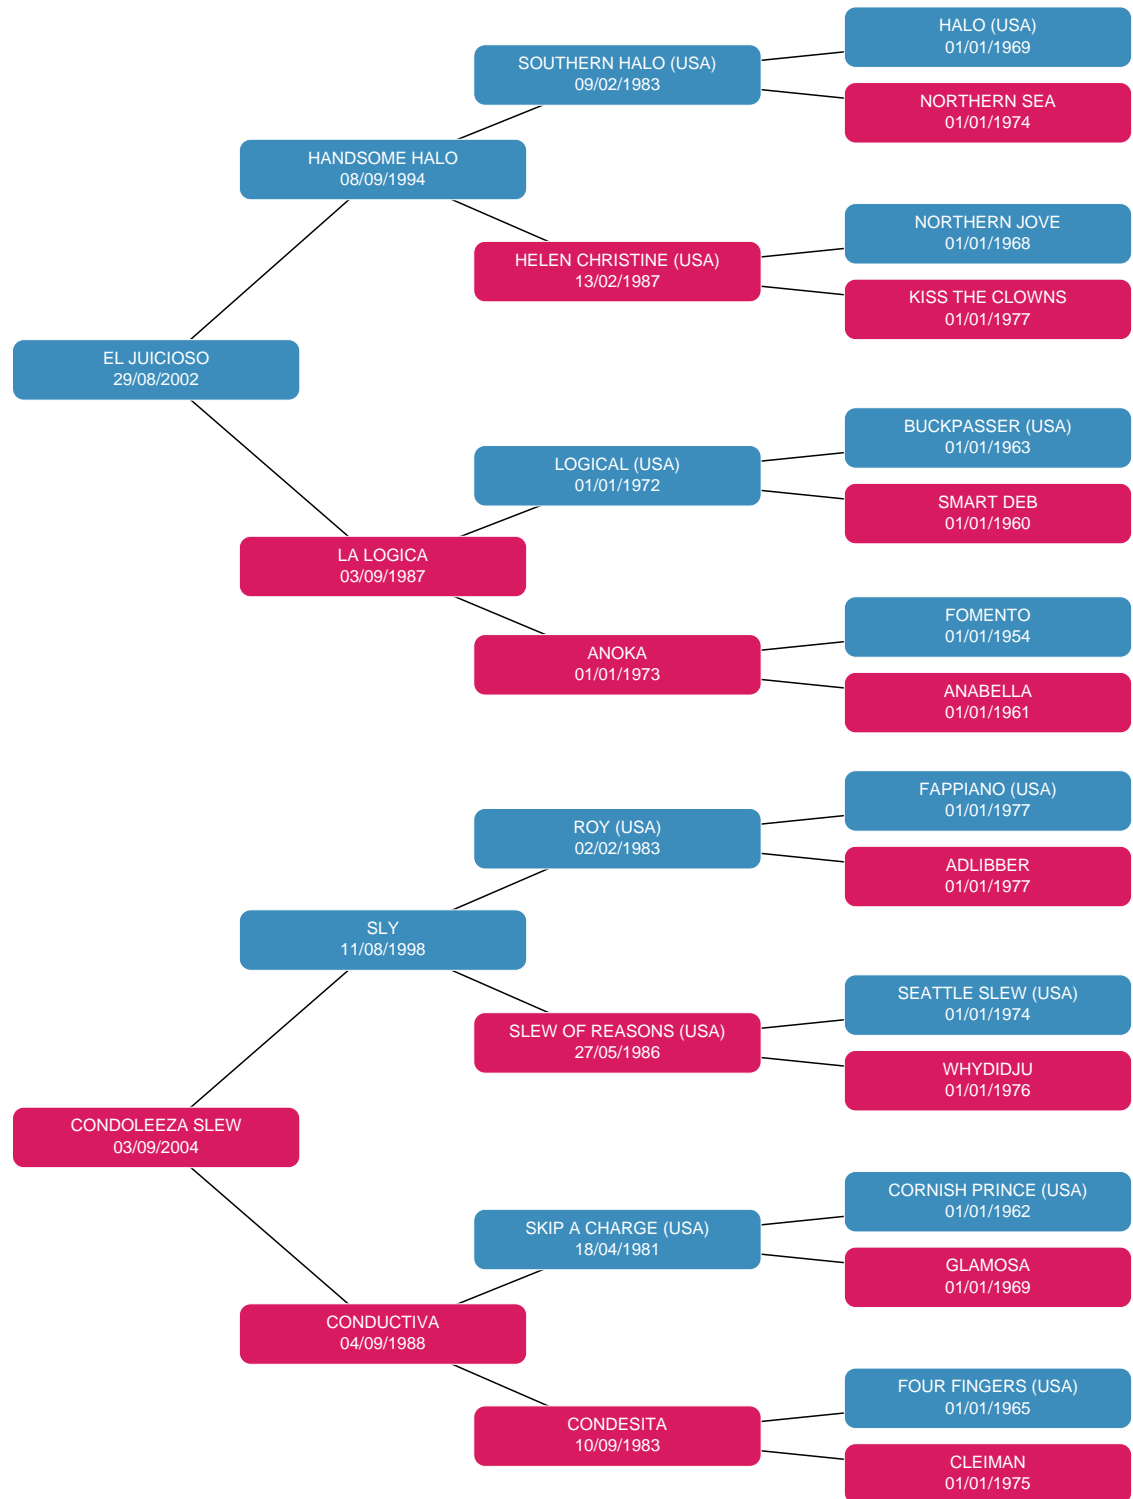 HALO (USA)
01/01/1969
SOUTHERN HALO (USA)
09/02/1983
NORTHERN SEA
01/01/1974
HANDSOME HALO
08/09/1994
NORTHERN JOVE
01/01/1968
HELEN CHRISTINE (USA)
13/02/1987
KISS THE CLOWNS
01/01/1977
EL JUICIOSO
29/08/2002
BUCKPASSER (USA)
01/01/1963
LOGICAL (USA)
01/01/1972
SMART DEB
01/01/1960
LA LOGICA
03/09/1987
FOMENTO
01/01/1954
ANOKA
01/01/1973
ANABELLA
01/01/1961
FAPPIANO (USA)
01/01/1977
ROY (USA)
02/02/1983
ADLIBBER
01/01/1977
SLY
11/08/1998
SEATTLE SLEW (USA)
01/01/1974
SLEW OF REASONS (USA)
27/05/1986
WHYDIDJU
01/01/1976
CONDOLEEZA SLEW
03/09/2004
CORNISH PRINCE (USA)
01/01/1962
SKIP A CHARGE (USA)
18/04/1981
GLAMOSA
01/01/1969
CONDUCTIVA
04/09/1988
FOUR FINGERS (USA)
01/01/1965
CONDESITA
10/09/1983
CLEIMAN
01/01/1975